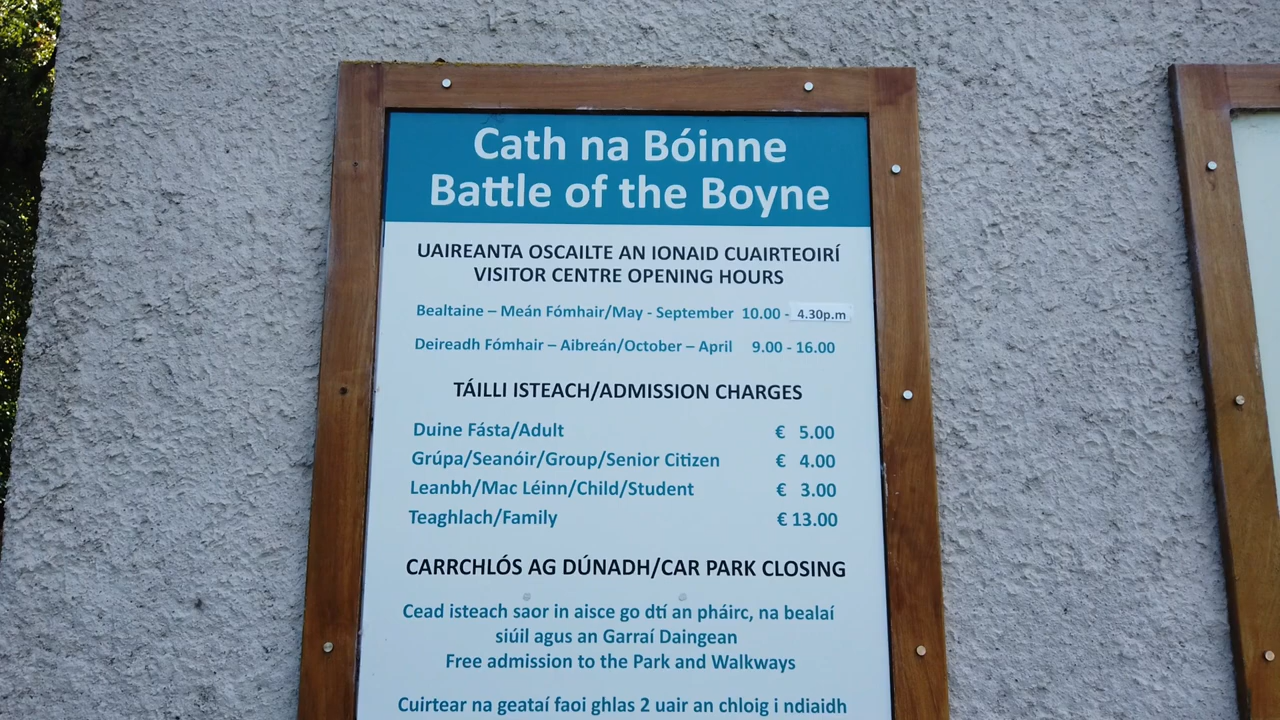 Cath na Bóinne
Battle of the Boyne
UAIREANTA OSCAILTE AN IONAID CUAIRTEOIRÍ
VISITOR CENTRE OPENING HOURS
Bealtaine – Meán Fómhair/May - September 10.00 - 4.30p.m
Deireadh Fómhair – Aibreán/October – April 9.00 - 16.00
TÁILLI ISTEACH/ADMISSION CHARGES
Duine Fásta/Adult € 5.00
Grúpa/Seanóir/Group/Senior Citizen € 4.00
Leanbh/Mac Léinn/Child/Student € 3.00
Teaghlach/Family € 13.00
CARRCHLÓS AG DÚNADH/CAR PARK CLOSING
Cead isteach saor in aisce go dtí an pháirc, na bealaí
siúil agus an Garraí Daingean
Free admission to the Park and Walkways
Cuirtear na geataí faoi ghlas 2 uair an chloig i ndiaidh